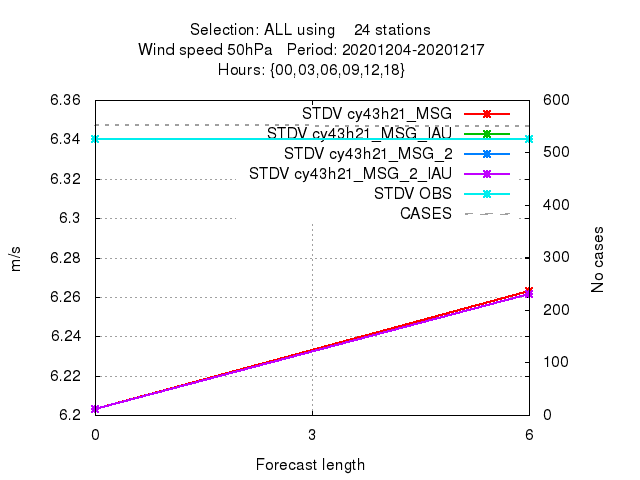 Selection: ALL using 24 stations
Wind speed 50hPa Period: 20201204-20201217
Hours: {00,03,06,09,12,18}
6.36
6.34
6.32
6.3
6.28
6.26
6.24
6.22
6.2
m/s
STDV cy43h21_MSG
STDV cy43h21_MSG_IAU
STDV cy43h21_MSG_2
STDV cy43h21_MSG_2_IAU
STDV OBS
CASES
600
500
400
300
200
100
0
No cases
0 3 6
Forecast length